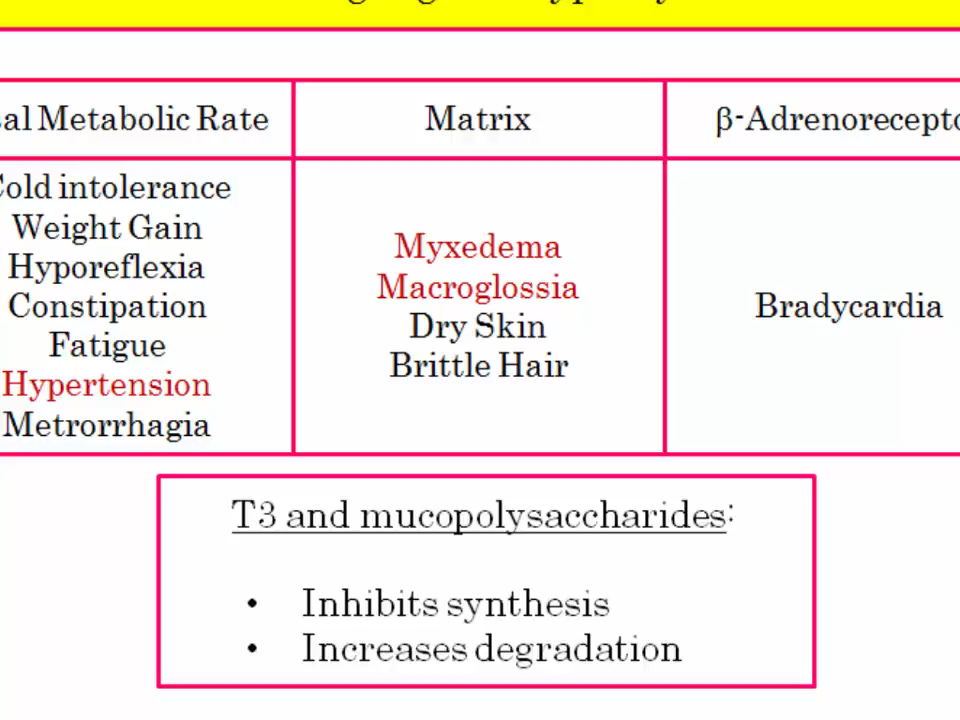 al Metabolic Rate
Matrix
β-Adrenorecepto
Cold intolerance
Weight Gain
Hyporeflexia
Constipation
Fatigue
Hypertension
Metrorrhagia
Myxedema
Macroglossia
Dry Skin
Brittle Hair
Bradycardia
T3 and mucopolysaccharides:
• Inhibits synthesis
• Increases degradation